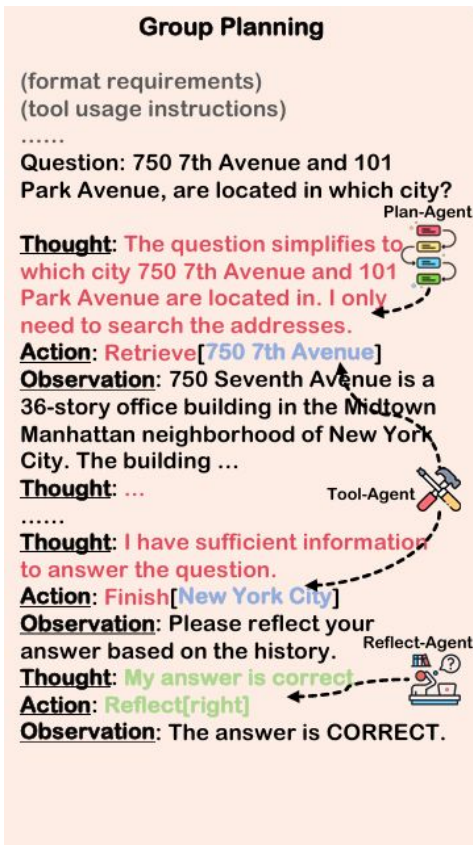 Group Planning
(format requirements)
(tool usage instructions)
......
Question: 750 7th Avenue and 101
Park Avenue, are located in which city?
Plan-Agent
Thought: The question simplifies to
which city 750 7th Avenue and 101
Park Avenue are located in. I only
need to search the addresses.
Action: Retrieve[750 7th Avenue]
Observation: 750 Seventh Avenue is a
36-story office building in the Midtown
Manhattan neighborhood of New York
City. The building ...
Thought: ...
Tool-Agent
......
Thought: I have sufficient information
to answer the question.
Action: Finish[New York City]
Observation: Please reflect your
answer based on the history.
Reflect-Agent
Thought: My answer is correct
Action: Reflect[right]
Observation: The answer is CORRECT.